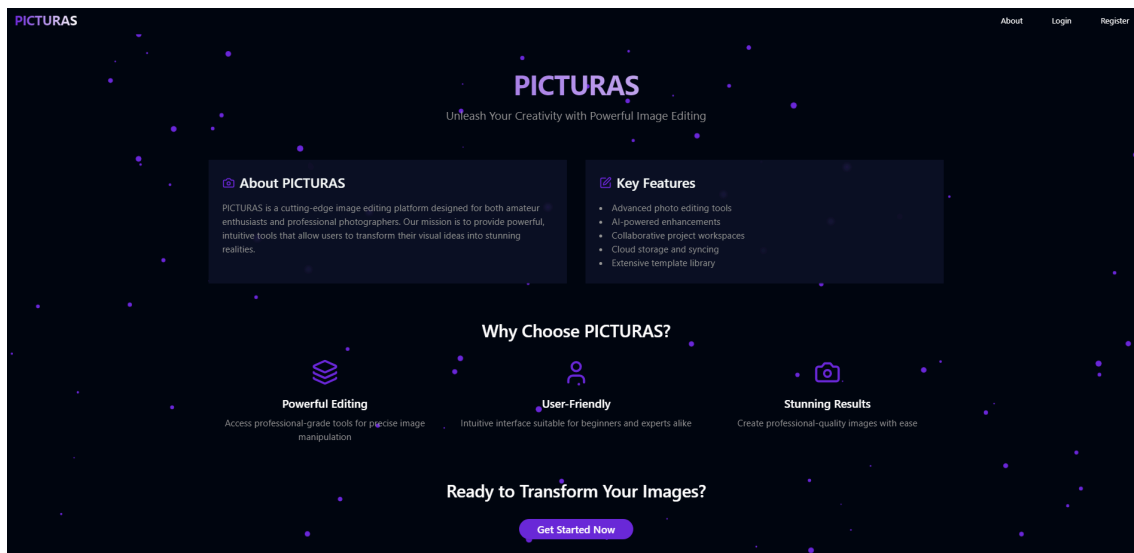 PICTURAS
About Login Register
PICTURAS
Unleash Your Creativity with Powerful Image Editing
About PICTURAS
PICTURAS is a cutting-edge image editing platform designed for both amateur
enthusiasts and professional photographers. Our mission is to provide powerful,
intuitive tools that allow users to transform their visual ideas into stunning
realities.
Key Features
• Advanced photo editing tools
• AI-powered enhancements
• Collaborative project workspaces
• Cloud storage and syncing
• Extensive template library
Why Choose PICTURAS?
Powerful Editing
Access professional-grade tools for precise image
manipulation
User-Friendly
Intuitive interface suitable for beginners and experts alike
Stunning Results
Create professional-quality images with ease
Ready to Transform Your Images?
Get Started Now